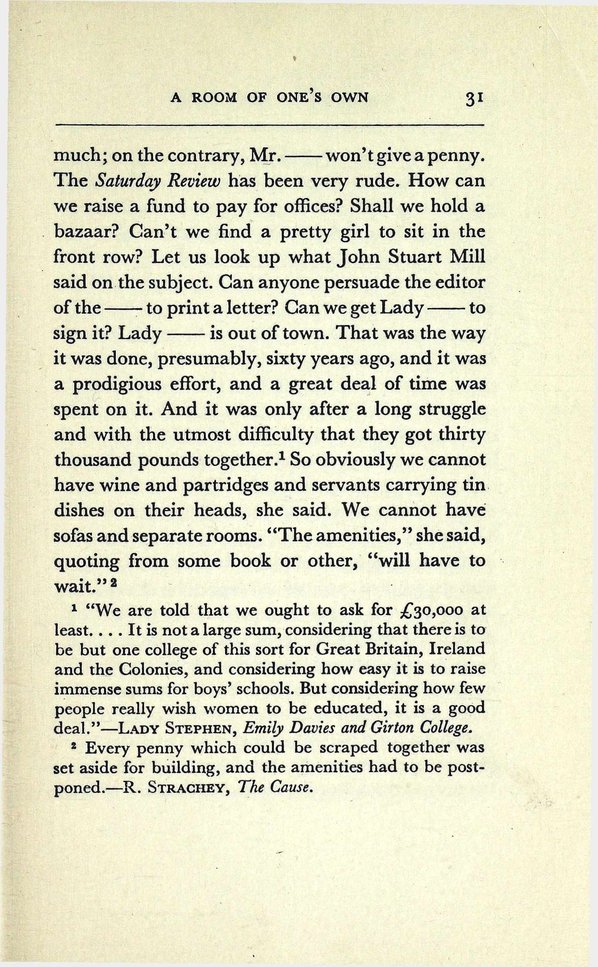 A ROOM OF ONE'S OWN 31
much; on the contrary, Mr. —— won't give a penny.
The Saturday Review has been very rude. How can
we raise a fund to pay for offices? Shall we hold a
bazaar? Can't we find a pretty girl to sit in the
front row? Let us look up what John Stuart Mill
said on the subject. Can anyone persuade the editor
of the —— to print a letter? Can we get Lady —— to
sign it? Lady —— is out of town. That was the way
it was done, presumably, sixty years ago, and it was
a prodigious effort, and a great deal of time was
spent on it. And it was only after a long struggle
and with the utmost difficulty that they got thirty
thousand pounds together.¹ So obviously we cannot
have wine and partridges and servants carrying tin
dishes on their heads, she said. We cannot have
sofas and separate rooms. “The amenities,” she said,
quoting from some book or other, “will have to
wait.” ²
¹ “We are told that we ought to ask for £30,000 at
least. . . . It is not a large sum, considering that there is to
be but one college of this sort for Great Britain, Ireland
and the Colonies, and considering how easy it is to raise
immense sums for boys' schools. But considering how few
people really wish women to be educated, it is a good
deal.”—LADY STEPHEN, Emily Davies and Girton College.
² Every penny which could be scraped together was
set aside for building, and the amenities had to be post-
poned.—R. STRACHEY, The Cause.